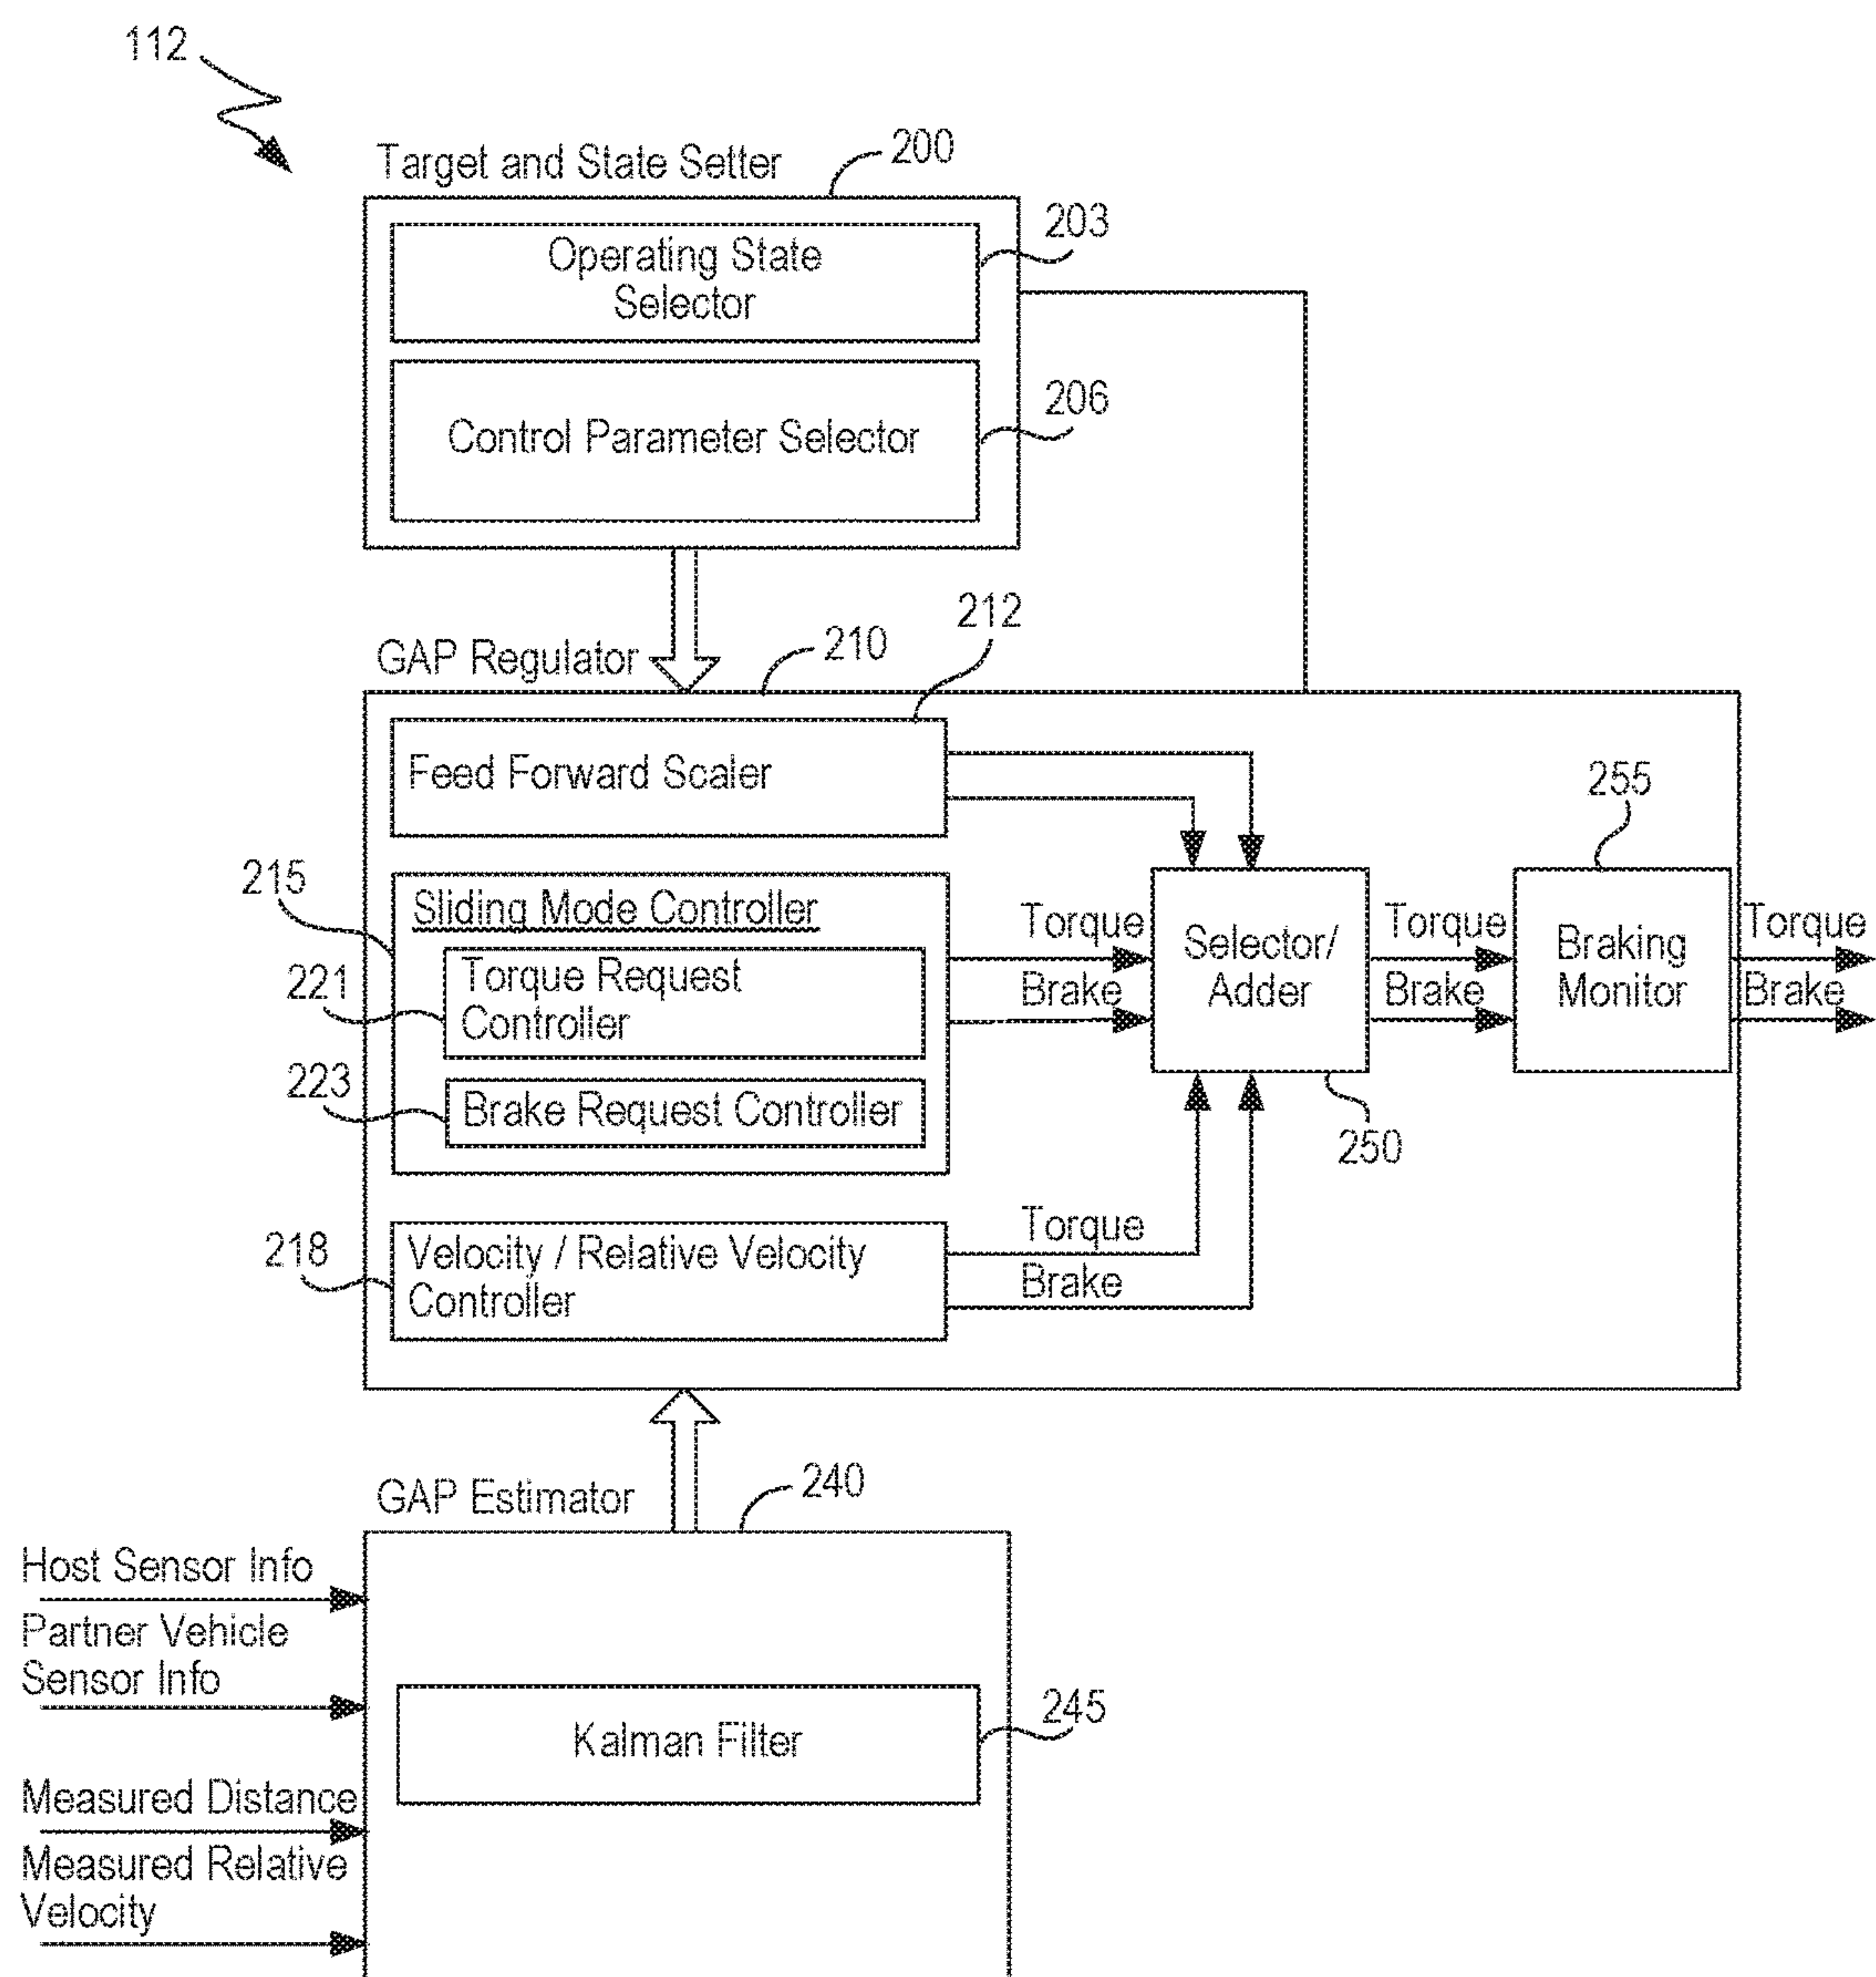 112
Target and State Setter
200
Operating State
Selector
203
Control Parameter Selector
206
GAP Regulator
210
212
Feed Forward Scaler
255
215
Sliding Mode Controller
Torque Request
Controller
221
Brake Request Controller
223
Torque
Brake
Selector/
Adder
250
Torque
Brake
Braking
Monitor
Torque
Brake
218
Velocity / Relative Velocity
Controller
Torque
Brake
GAP Estimator
240
Host Sensor Info
Partner Vehicle
Sensor Info
Kalman Filter
245
Measured Distance
Measured Relative
Velocity